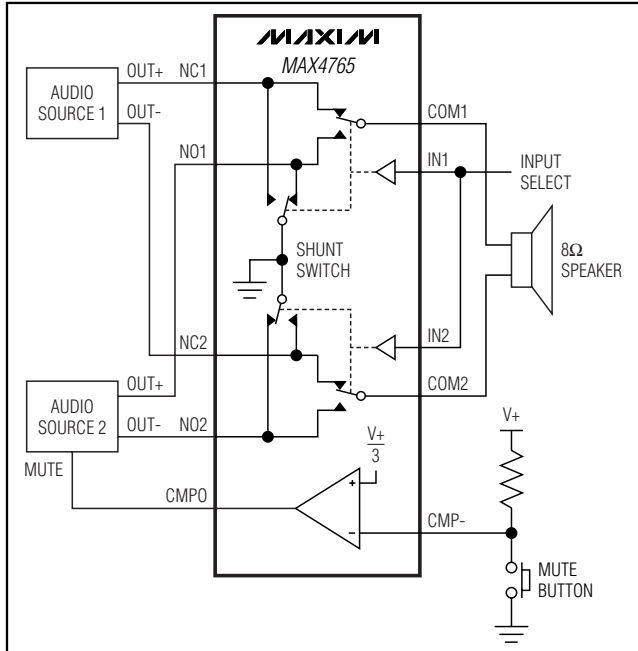 MAXIM
MAX4765
AUDIO
SOURCE 1
OUT+
OUT-
NC1
NO1
COM1
IN1
INPUT
SELECT
SHUNT
SWITCH
8Ω
SPEAKER
NC2
IN2
COM2
AUDIO
SOURCE 2
OUT+
OUT-
NO2
MUTE
CMPO
V+
3
+
-
CMP-
V+
MUTE
BUTTON